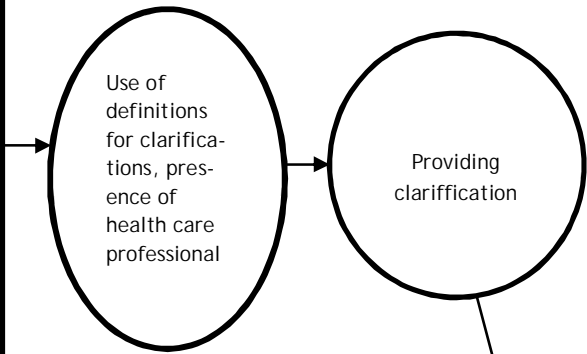 Use of
definitions
for clarifica-
tions, pres-
ence of
health care
professional
Providing
clariffication